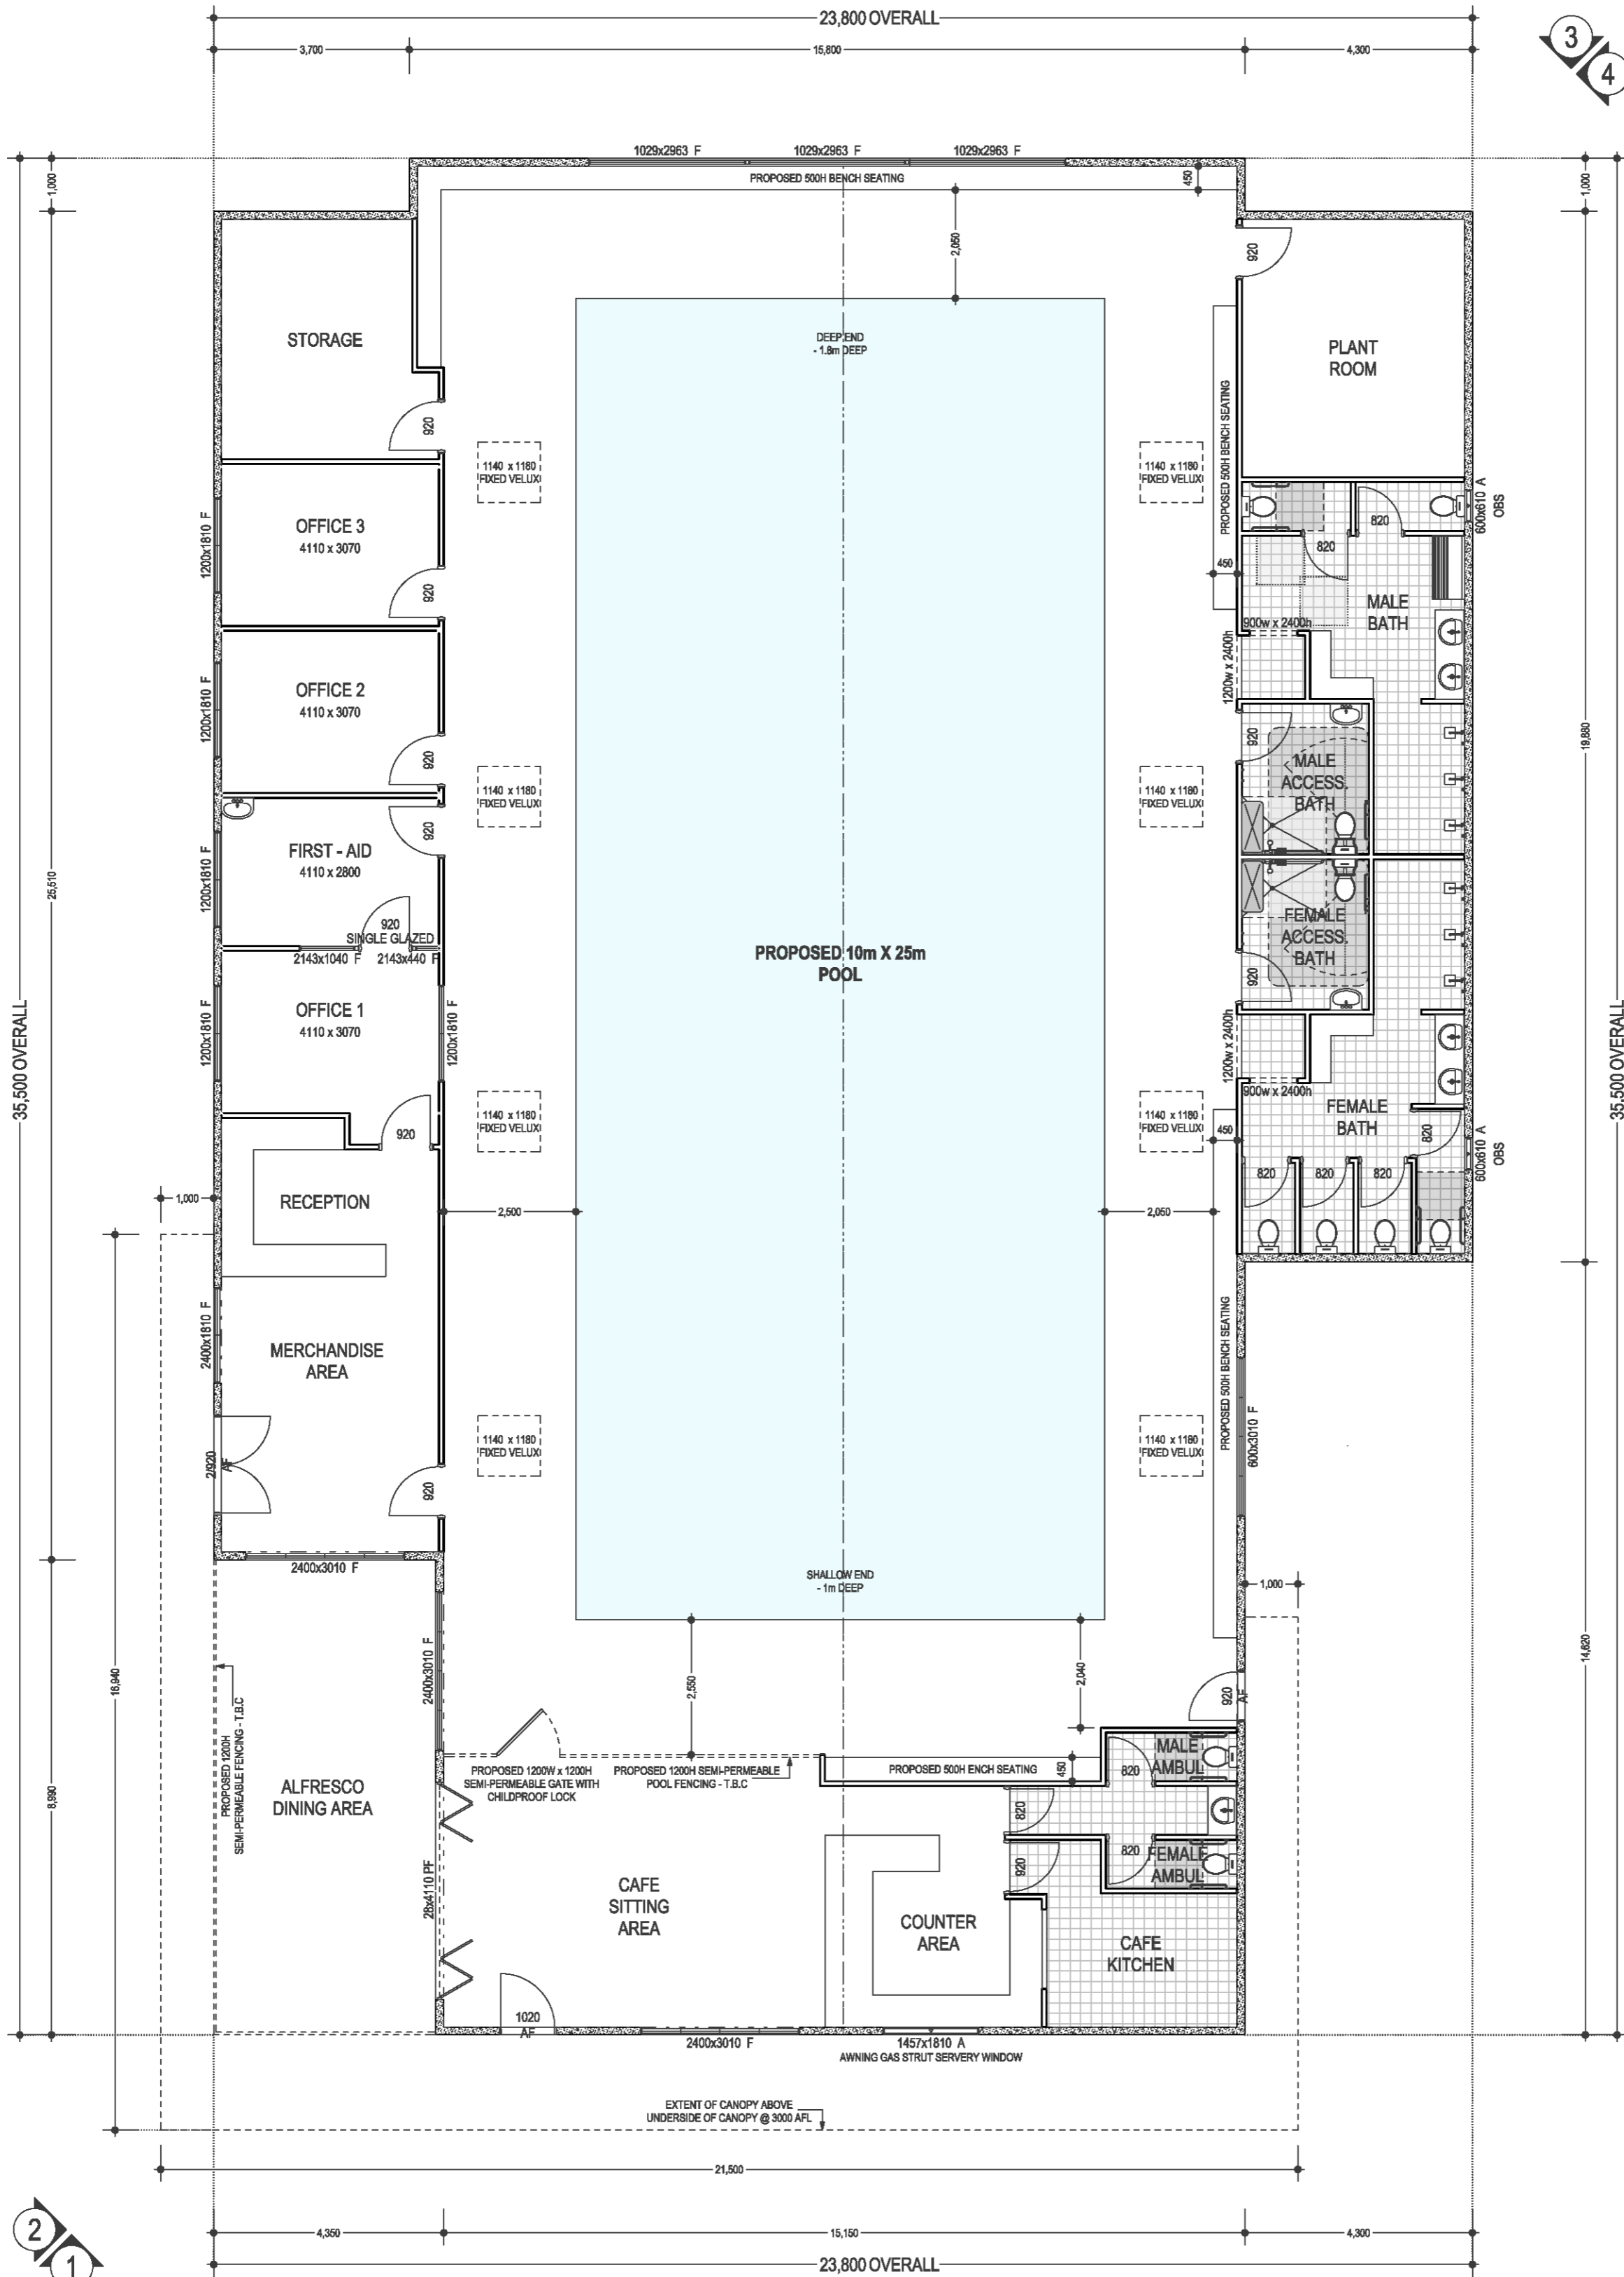 23,800 OVERALL
3,700
15,800
4,300
3
4
1029x2963 F
1029x2963 F
1029x2963 F
PROPOSED 500H BENCH SEATING
450
1,000
1,000
2,050
920
STORAGE
DEEP END
- 1.8m DEEP
PLANT
ROOM
PROPOSED 500H BENCH SEATING
920
1140 x 1180
FIXED VELUX
1140 x 1180
FIXED VELUX
600x610 A
OBS
OFFICE 3
4110 x 3070
1200x1810 F
920
820
820
450
MALE
BATH
900w x 2400h
1200w x 2400h
OFFICE 2
4110 x 3070
1200x1810 F
920
920
19,880
1140 x 1180
FIXED VELUX
1140 x 1180
FIXED VELUX
MALE
ACCESS.
BATH
FIRST - AID
4110 x 2800
1200x1810 F
920
25,510
920
SINGLE GLAZED
2143x1040 F
2143x440 F
PROPOSED 10m X 25m
POOL
FEMALE
ACCESS.
BATH
920
OFFICE 1
4110 x 3070
1200x1810 F
1200x1810 F
35,500 OVERALL
35,500 OVERALL
1200w x 2400h
900w x 2400h
FEMALE
BATH
1140 x 1180
FIXED VELUX
1140 x 1180
FIXED VELUX
450
920
820
600x610 A
OBS
820
820
820
RECEPTION
1,000
2,500
2,050
2400x1810 F
MERCHANDISE
AREA
PROPOSED 500H BENCH SEATING
600x3010 F
1140 x 1180
FIXED VELUX
1140 x 1180
FIXED VELUX
2/920
AF
920
2400x3010 F
SHALLOW END
- 1m DEEP
1,000
16,940
14,620
PROPOSED 1200H
SEMI-PERMEABLE FENCING - T.B.C
2400x3010 F
2,550
2,040
920
AF
8,990
ALFRESCO
DINING AREA
PROPOSED 1200W x 1200H
SEMI-PERMEABLE GATE WITH
CHILDPROOF LOCK
PROPOSED 1200H SEMI-PERMEABLE
POOL FENCING - T.B.C
PROPOSED 500H ENCH SEATING
450
MALE
AMBUL
820
820
820
FEMALE
AMBUL
920
28x4110 PF
CAFE
SITTING
AREA
COUNTER
AREA
CAFE
KITCHEN
1020
AF
2400x3010 F
1457x1810 A
AWNING GAS STRUT SERVERY WINDOW
EXTENT OF CANOPY ABOVE
UNDERSIDE OF CANOPY @ 3000 AFL
21,500
2
1
4,350
15,150
4,300
23,800 OVERALL